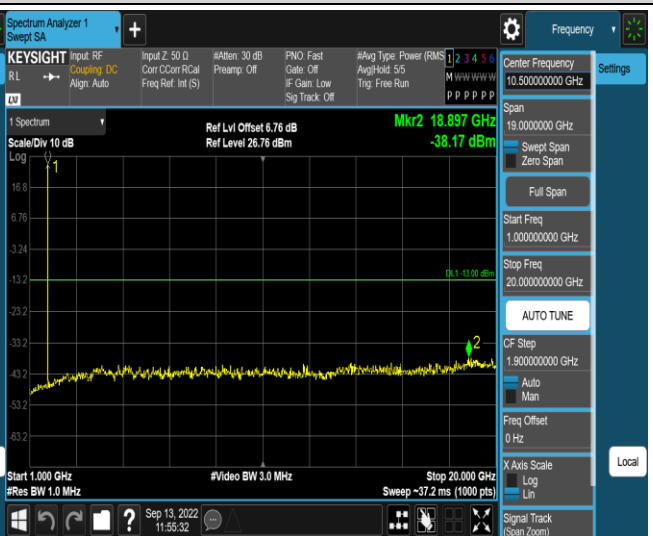 Spectrum Analyzer 1
Swept SA
+
Frequency
KEYSIGHT
RL
LXI
Input: RF
Coupling: DC
Align: Auto
Input Z: 50 Ω
Corr CCorr RCal
Freq Ref: Int (S)
#Atten: 30 dB
Preamp: Off
PNO: Fast
Gate: Off
IF Gain: Low
Sig Track: Off
#Avg Type: Power (RMS
Avg|Hold: 5/5
Trig: Free Run
1 2 3 4 5 6
M W W W W W
P P P P P P
1 Spectrum
Scale/Div 10 dB
Log
Ref Lvl Offset 6.76 dB
Ref Level 26.76 dBm
Mkr2 18.897 GHz
-38.17 dBm
1
16.8
6.76
-3.24
-13.2
DL1 -13.00 dBm
-23.2
-33.2
2
-43.2
-53.2
-63.2
Start 1.000 GHz
#Res BW 1.0 MHz
#Video BW 3.0 MHz
Stop 20.000 GHz
Sweep ~37.2 ms (1000 pts)
Sep 13, 2022
11:55:32
?
Center Frequency
10.500000000 GHz
Settings
Span
19.0000000 GHz
Swept Span
Zero Span
Full Span
Start Freq
1.000000000 GHz
Stop Freq
20.000000000 GHz
AUTO TUNE
CF Step
1.900000000 GHz
Auto
Man
Freq Offset
0 Hz
X Axis Scale
Log
Lin
Local
Signal Track
(Span Zoom)